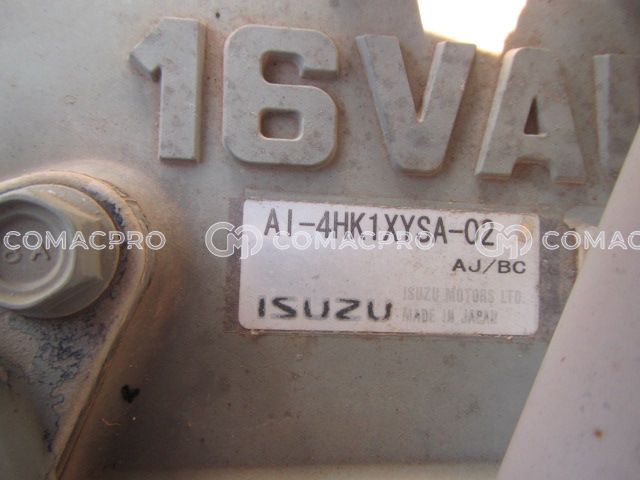 16VAL
AI-4HK1XYSA-02
AJ/BC
ISUZU
ISUZU MOTORS LTD.
MADE IN JAPAN
COMACPRO
COMACPRO
COMACPRO